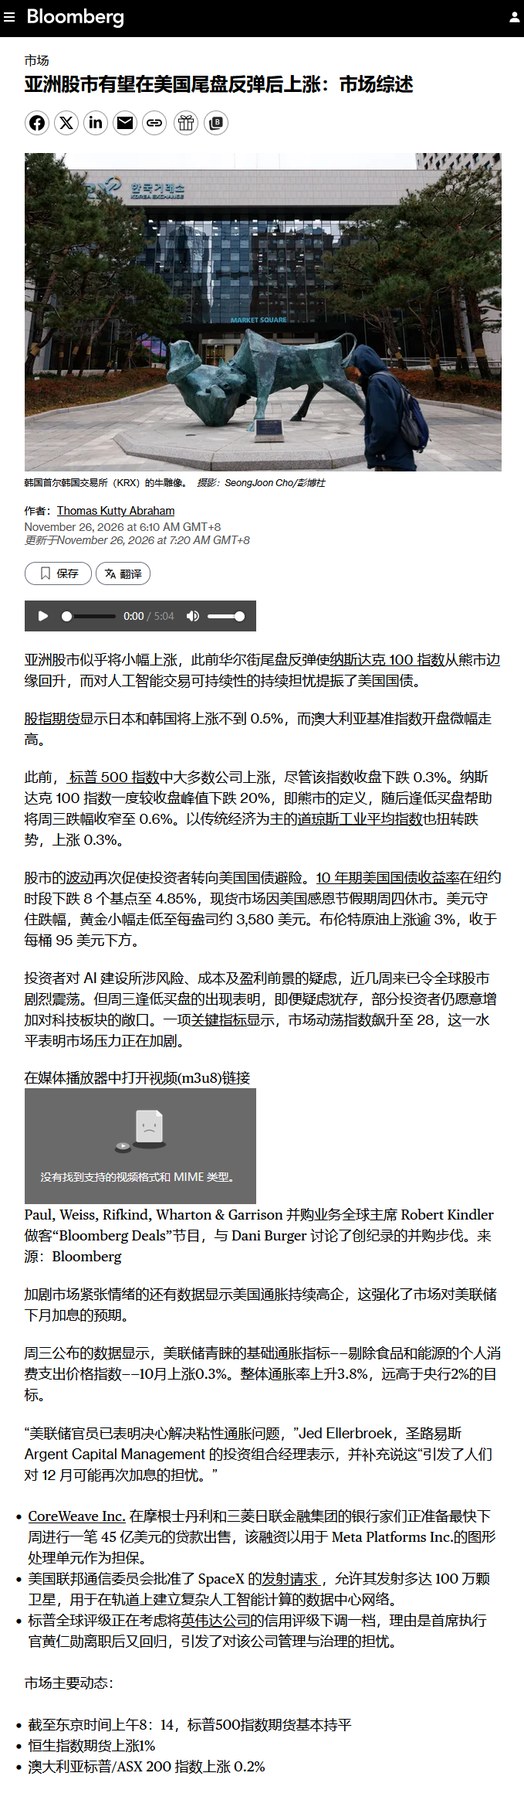 Bloomberg
市场
亚洲股市有望在美国尾盘反弹后上涨：市场综述
한국거래소
KOREA EXCHANGE
MARKET SQUARE
韩国首尔韩国交易所（KRX）的牛雕像。 摄影：SeongJoon Cho/彭博社
作者：Thomas Kutty Abraham
November 26, 2026 at 6:10 AM GMT+8
更新于November 26, 2026 at 7:20 AM GMT+8
保存
翻译
0:00 / 5:04
亚洲股市似乎将小幅上涨，此前华尔街尾盘反弹使纳斯达克 100 指数从熊市边
缘回升，而对人工智能交易可持续性的持续担忧提振了美国国债。
股指期货显示日本和韩国将上涨不到 0.5%，而澳大利亚基准指数开盘微幅走
高。
此前，标普 500 指数中大多数公司上涨，尽管该指数收盘下跌 0.3%。纳斯
达克 100 指数一度较收盘峰值下跌 20%，即熊市的定义，随后逢低买盘帮助
将周三跌幅收窄至 0.6%。以传统经济为主的道琼斯工业平均指数也扭转跌
势，上涨 0.3%。
股市的波动再次促使投资者转向美国国债避险。10 年期美国国债收益率在纽约
时段下跌 8 个基点至 4.85%，现货市场因美国感恩节假期周四休市。美元守
住跌幅，黄金小幅走低至每盎司约 3,580 美元。布伦特原油上涨逾 3%，收于
每桶 95 美元下方。
投资者对 AI 建设所涉风险、成本及盈利前景的疑虑，近几周来已令全球股市
剧烈震荡。但周三逢低买盘的出现表明，即便疑虑犹存，部分投资者仍愿意增
加对科技板块的敞口。一项关键指标显示，市场动荡指数飙升至 28，这一水
平表明市场压力正在加剧。
在媒体播放器中打开视频(m3u8)链接
没有找到支持的视频格式和 MIME 类型。
Paul, Weiss, Rifkind, Wharton & Garrison 并购业务全球主席 Robert Kindler
做客“Bloomberg Deals”节目，与 Dani Burger 讨论了创纪录的并购步伐。来
源：Bloomberg
加剧市场紧张情绪的还有数据显示美国通胀持续高企，这强化了市场对美联储
下月加息的预期。
周三公布的数据显示，美联储青睐的基础通胀指标——剔除食品和能源的个人消
费支出价格指数——10月上涨0.3%。整体通胀率上升3.8%，远高于央行2%的目
标。
“美联储官员已表明决心解决粘性通胀问题，”Jed Ellerbroek，圣路易斯
Argent Capital Management 的投资组合经理表示，并补充说这“引发了人们
对 12 月可能再次加息的担忧。”
• CoreWeave Inc. 在摩根士丹利和三菱日联金融集团的银行家们正准备最快下
周进行一笔 45 亿美元的贷款出售，该融资以用于 Meta Platforms Inc.的图形
处理单元作为担保。
• 美国联邦通信委员会批准了 SpaceX 的发射请求，允许其发射多达 100 万颗
卫星，用于在轨道上建立复杂人工智能计算的数据中心网络。
• 标普全球评级正在考虑将英伟达公司的信用评级下调一档，理由是首席执行
官黄仁勋离职后又回归，引发了对该公司管理与治理的担忧。
市场主要动态：
• 截至东京时间上午8：14，标普500指数期货基本持平
• 恒生指数期货上涨1%
• 澳大利亚标普/ASX 200 指数上涨 0.2%